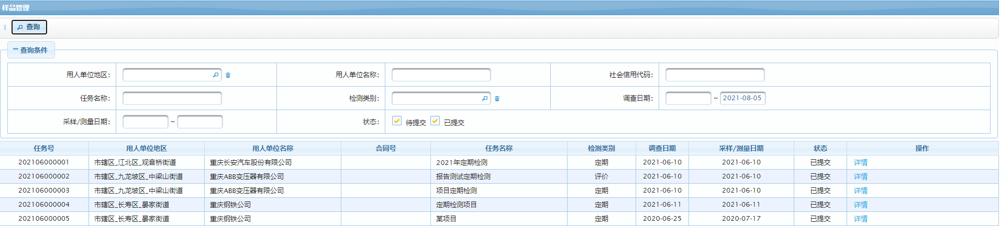 样品管理
查询
查询条件
用人单位地区： 用人单位名称： 社会信用代码：
任务名称： 检测类别： 调查日期： ~ 2021-08-05
采样/测量日期： ~ 状态： 待提交 已提交
任务号 用人单位地区 用人单位名称 合同号 任务名称 检测类别 调查日期 采样/测量日期 状态 操作
202106000001 市辖区_江北区_观音桥街道 重庆长安汽车股份有限公司 2021年定期检测 定期 2021-06-10 2021-06-10 已提交 详情
202106000002 市辖区_九龙坡区_中梁山街道 重庆ABB变压器有限公司 报告测试定期检测 评价 2021-06-10 2021-06-10 已提交 详情
202106000003 市辖区_九龙坡区_中梁山街道 重庆ABB变压器有限公司 项目定期检测 定期 2021-06-10 2021-06-10 已提交 详情
202106000004 市辖区_长寿区_晏家街道 重庆钢铁公司 定期检测项目 定期 2021-06-11 2021-06-11 已提交 详情
202106000005 市辖区_长寿区_晏家街道 重庆钢铁公司 某项目 定期 2020-06-25 2020-07-17 已提交 详情